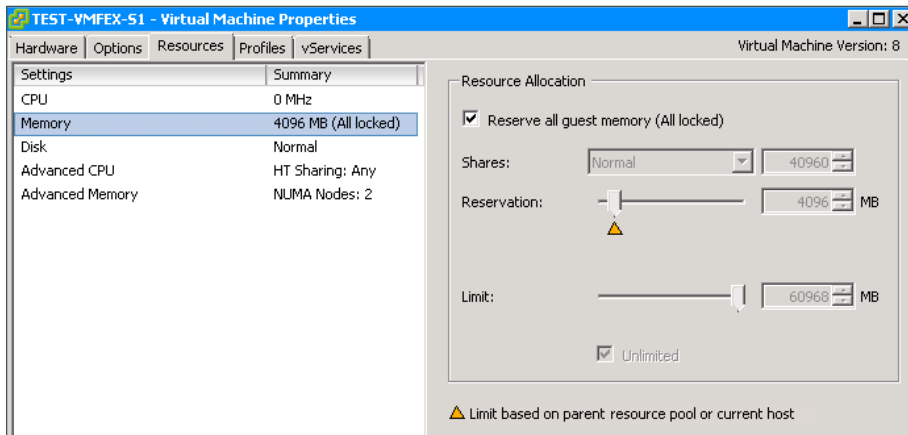 TEST-VMFEX-S1 - Virtual Machine Properties
Hardware Options Resources Profiles vServices Virtual Machine Version: 8
Settings Summary
CPU 0 MHz
Memory 4096 MB (All locked)
Disk Normal
Advanced CPU HT Sharing: Any
Advanced Memory NUMA Nodes: 2
Resource Allocation
Reserve all guest memory (All locked)
Shares: Normal 40960
Reservation: 4096 MB
Limit: 60968 MB
Unlimited
Limit based on parent resource pool or current host